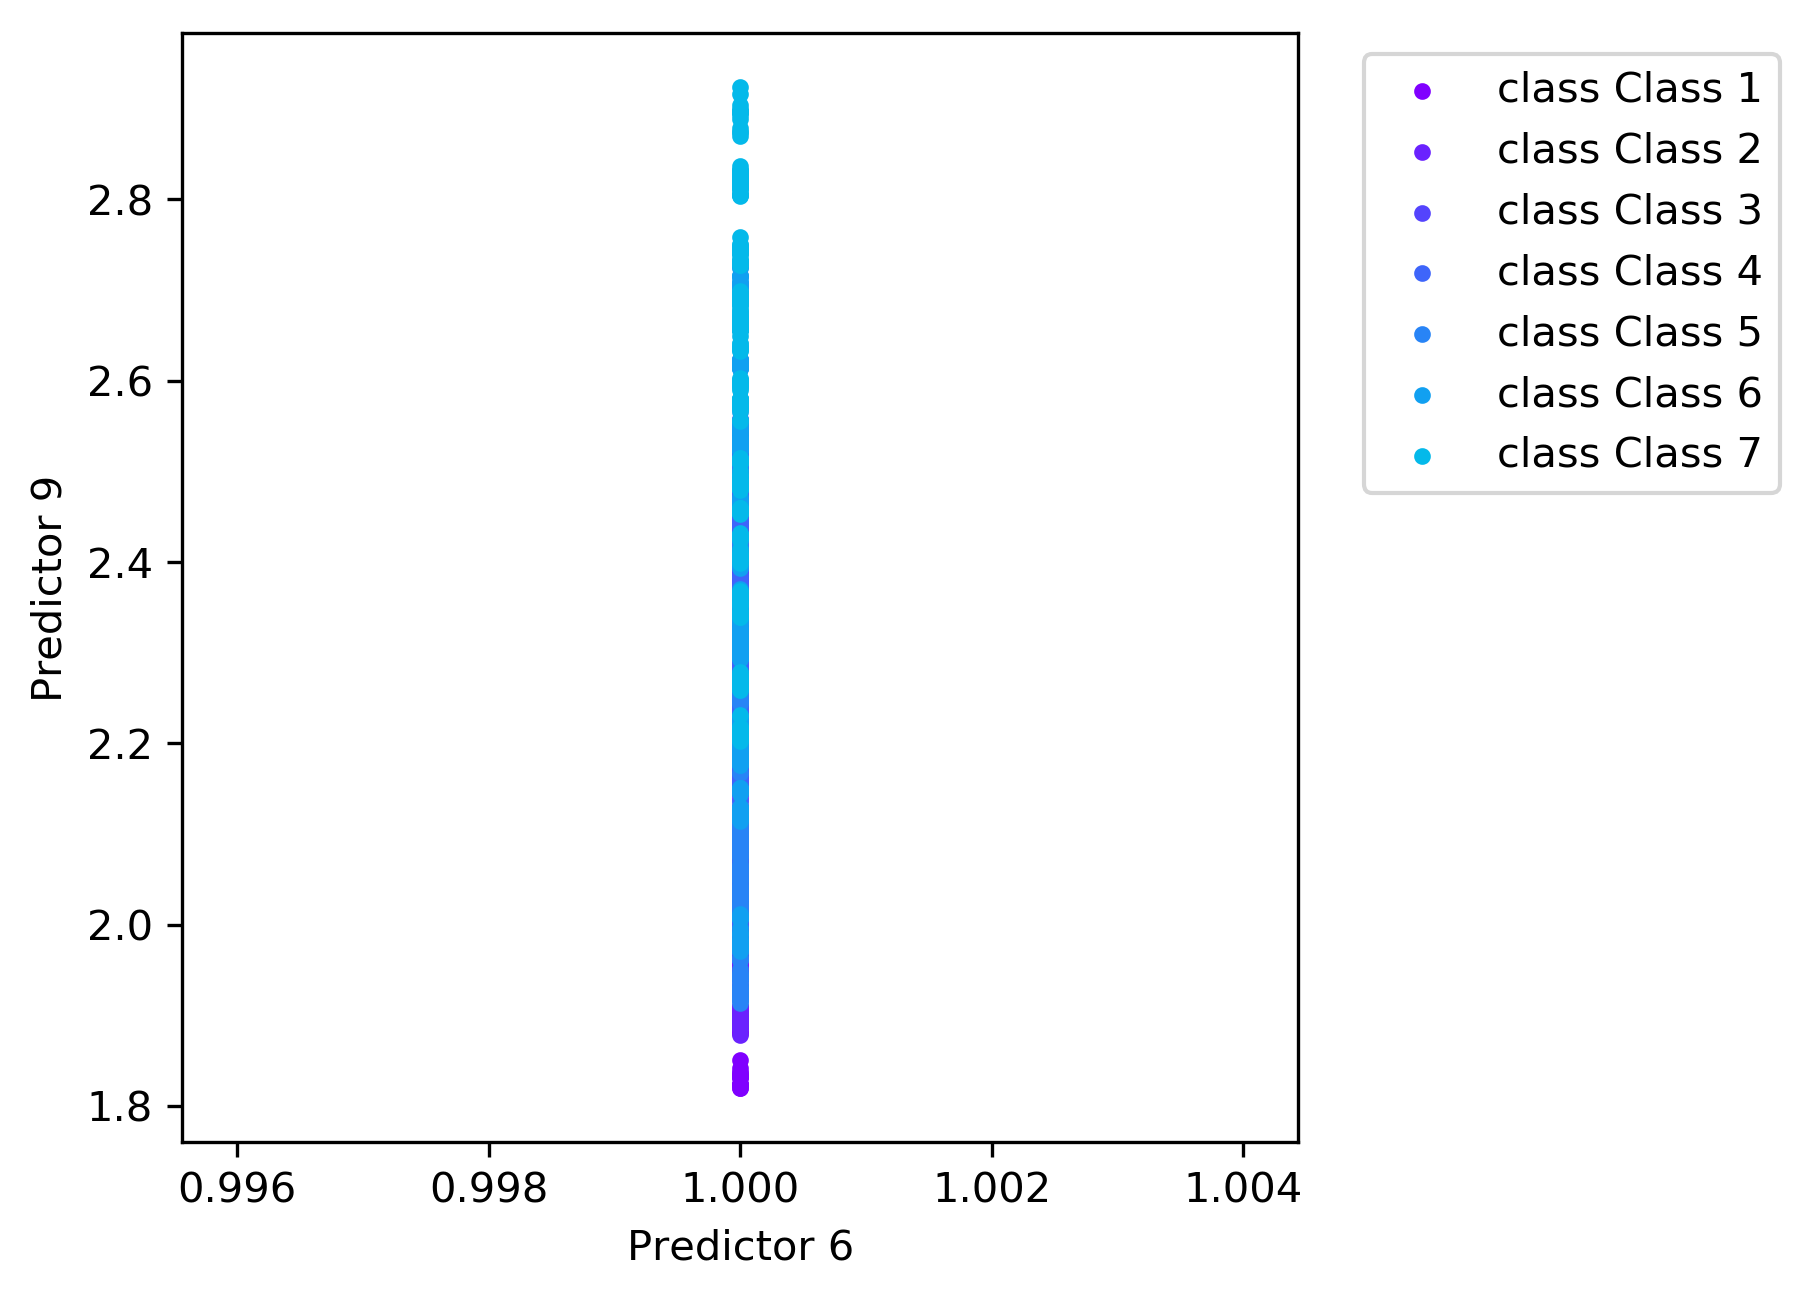 class Class 1
class Class 2
class Class 3
class Class 4
class Class 5
class Class 6
class Class 7
Predictor 9
2.8
2.6
2.4
2.2
2.0
1.8
0.996 0.998 1.000 1.002 1.004
Predictor 6